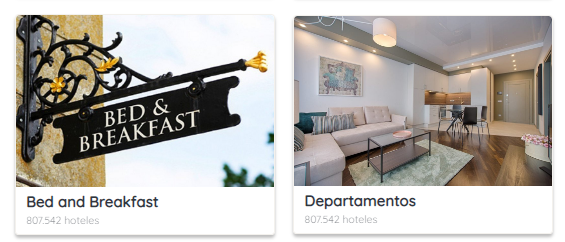 BED &
BREAKFAST
Bed and Breakfast
807.542 hoteles
Departamentos
807.542 hoteles